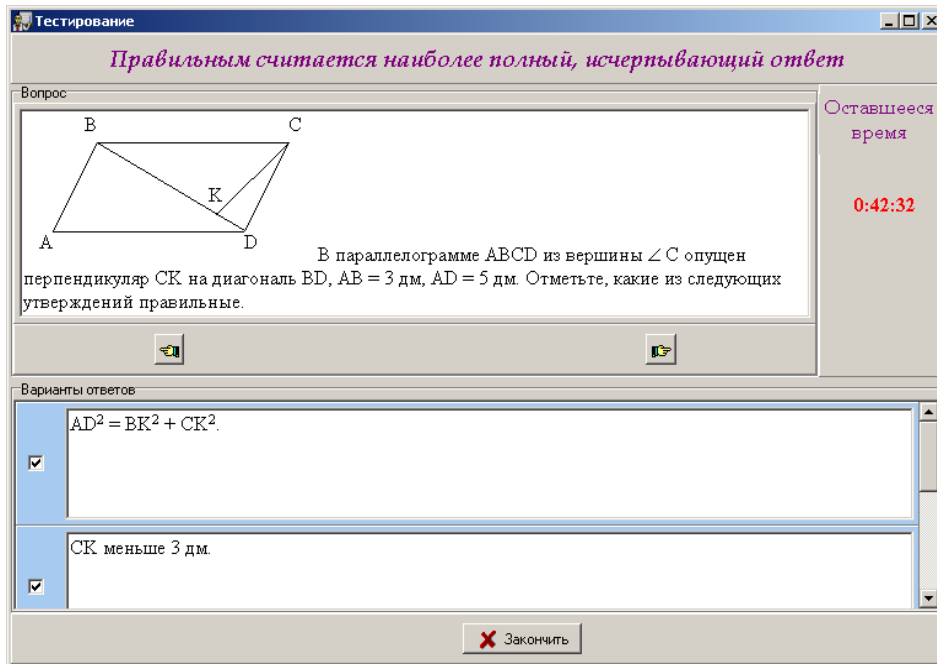 Тестирование
Правильным считается наиболее полный, исчерпывающий ответ
Вопрос
B
C
K
A
D
В параллелограмме ABCD из вершины ∠ C опущен
перпендикуляр CK на диагональ BD, AB = 3 дм, AD = 5 дм. Отметьте, какие из следующих
утверждений правильные.
Оставшееся
время
0:42:32
Варианты ответов
AD² = BK² + CK².
CK меньше 3 дм.
Закончить